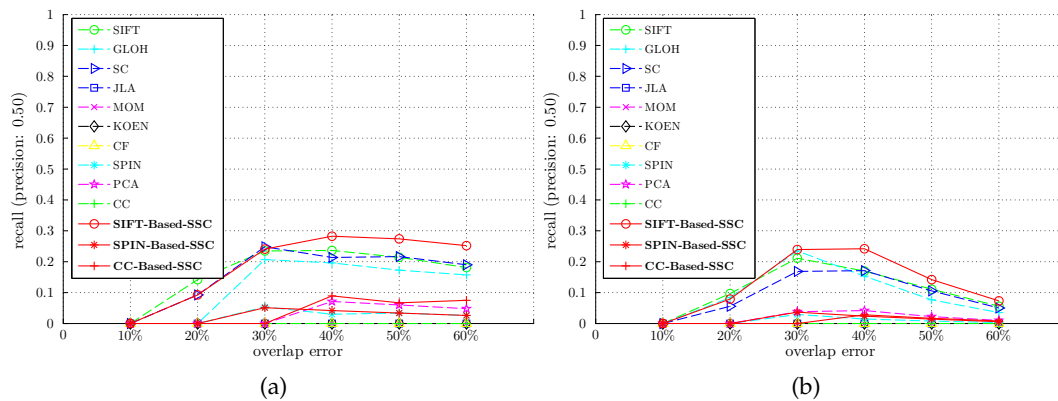 1
0.9
0.8
0.7
0.6
0.5
0.4
0.3
0.2
0.1
0
recall (precision: 0.50)
SIFT
GLOH
SC
JLA
MOM
KOEN
CF
SPIN
PCA
CC
SIFT-Based-SSC
SPIN-Based-SSC
CC-Based-SSC
0 10% 20% 30% 40% 50% 60%
overlap error
(a)
1
0.9
0.8
0.7
0.6
0.5
0.4
0.3
0.2
0.1
0
recall (precision: 0.50)
SIFT
GLOH
SC
JLA
MOM
KOEN
CF
SPIN
PCA
CC
SIFT-Based-SSC
SPIN-Based-SSC
CC-Based-SSC
0 10% 20% 30% 40% 50% 60%
overlap error
(b)